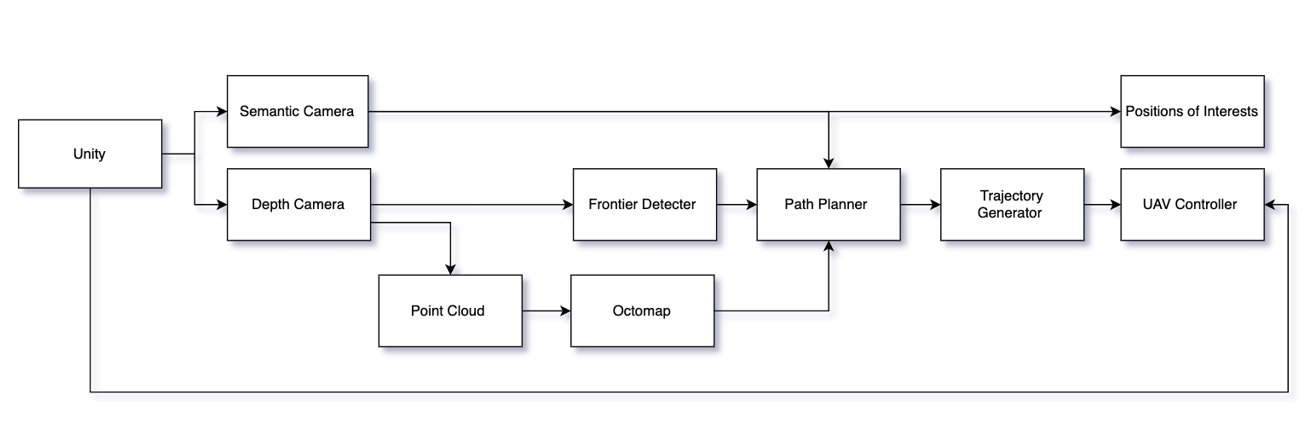 Semantic Camera
Positions of Interests
Unity
Depth Camera
Frontier Detecter
Path Planner
Trajectory
Generator
UAV Controller
Point Cloud
Octomap